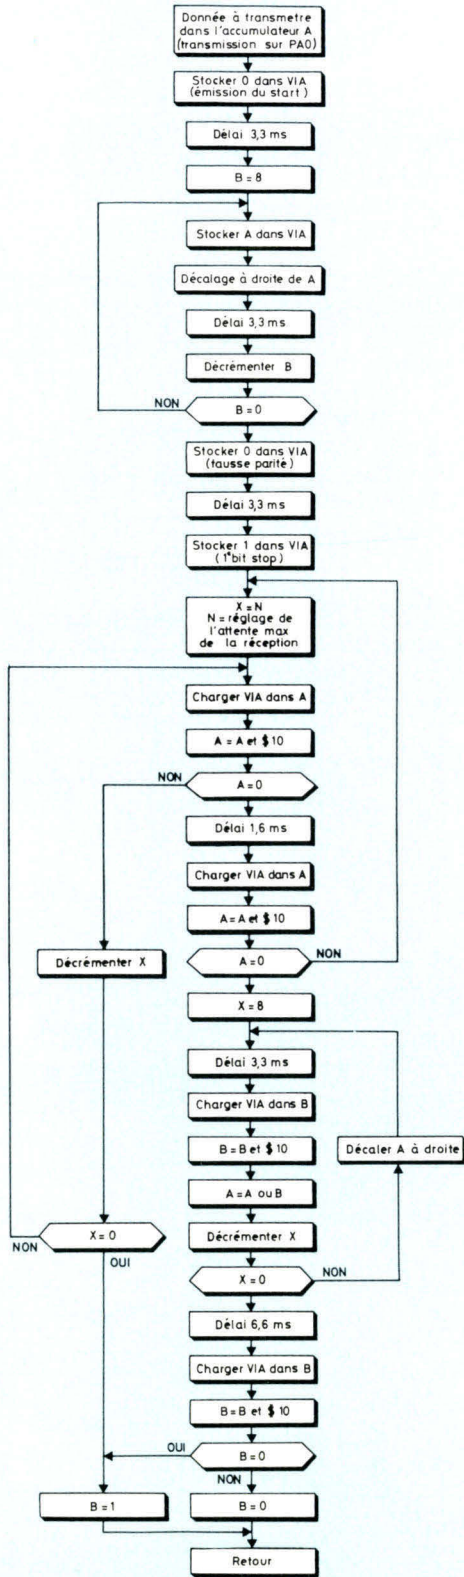 Donnée à transmetre
dans l'accumulateur A
(transmission sur PA0)
Stocker 0 dans VIA
(émission du start)
Délai 3,3 ms
B = 8
Stocker A dans VIA
Décalage à droite de A
Délai 3,3 ms
Décrémenter B
NON
B = 0
Stocker 0 dans VIA
(fausse parité)
Délai 3,3 ms
Stocker 1 dans VIA
(1° bit stop)
X = N
N = réglage de
l'attente max
de la réception
Charger VIA dans A
A = A et $ 10
NON
A = 0
Délai 1,6 ms
Charger VIA dans A
A = A et $ 10
Décrémenter X
A = 0
NON
X = 8
Délai 3,3 ms
Charger VIA dans B
B = B et $ 10
Décaler A à droite
A = A ou B
X = 0
NON
OUI
Décrémenter X
X = 0
NON
Délai 6,6 ms
Charger VIA dans B
B = B et $ 10
OUI
B = 0
NON
B = 1
B = 0
Retour